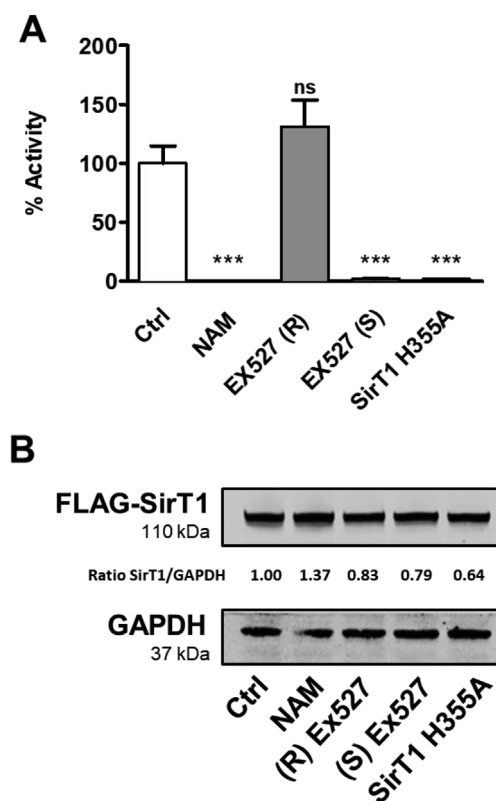 A
200
150
100
50
0
% Activity
ns
*** *** ***
Ctrl
NAM
EX527 (R)
EX527 (S)
SirT1 H355A
B
FLAG-SirT1
110 kDa
Ratio SirT1/GAPDH 1.00 1.37 0.83 0.79 0.64
GAPDH
37 kDa
Ctrl
NAM
(R) Ex527
(S) Ex527
SirT1 H355A